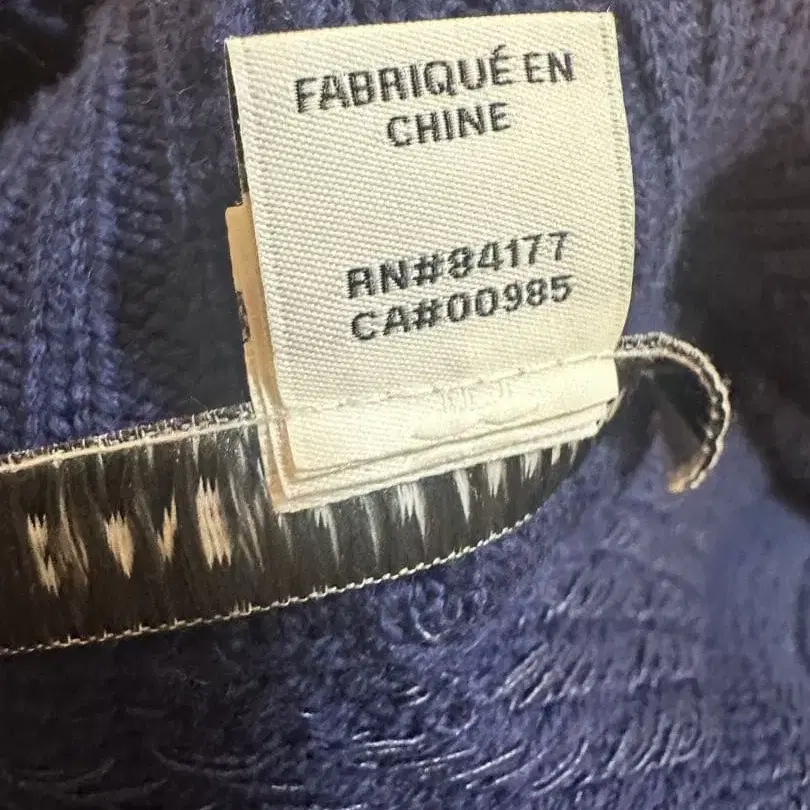 FABRIQUÉ EN
CHINE
RN#84177
CA#00985